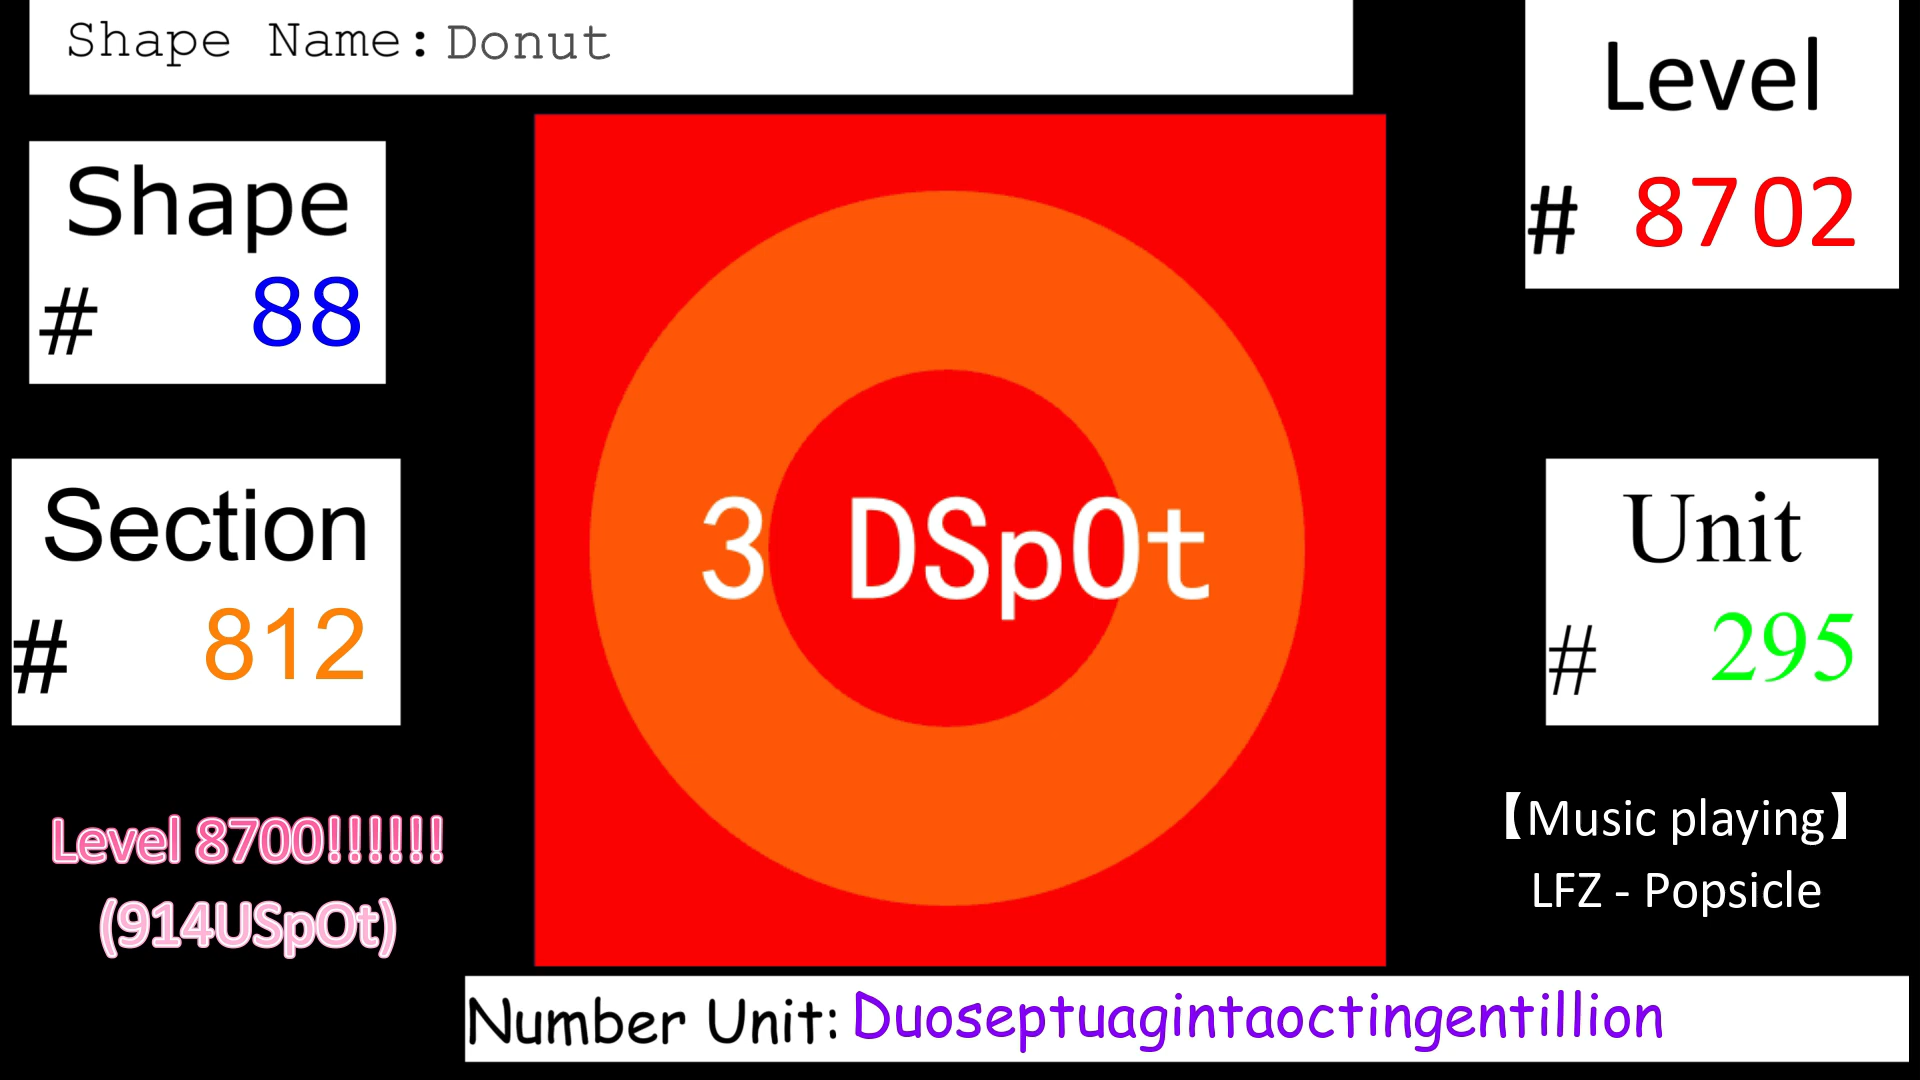 Shape Name: Donut
Level
# 8702
Shape
# 88
3 DSpOt
Section
# 812
Unit
# 295
Level 8700!!!!!!
(914USpOt)
【Music playing】
LFZ - Popsicle
Number Unit: Duoseptuagintaoctingentillion